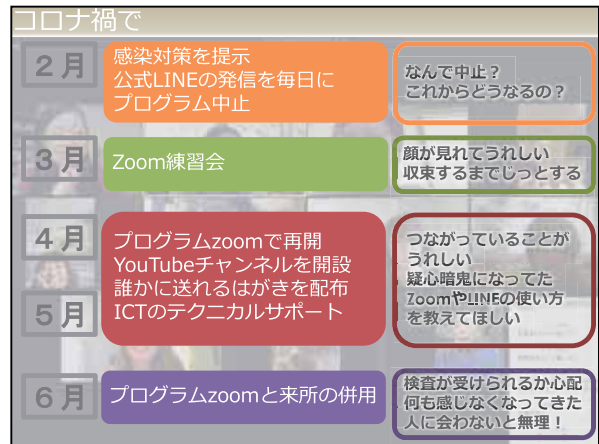 コロナ禍で
２月
感染対策を提示
公式LINEの発信を毎日に
プログラム中止
なんで中止？
これからどうなるの？
３月
Zoom練習会
顔が見れてうれしい
収束するまでじっとする
４月
５月
プログラムzoomで再開
YouTubeチャンネルを開設
誰かに送れるはがきを配布
ICTのテクニカルサポート
つながっていることが
うれしい
疑心暗鬼になってた
ZoomやLINEの使い方
を教えてほしい
６月
プログラムzoomと来所の併用
検査が受けられるか心配
何も感じなくなってきた
人に会わないと無理！